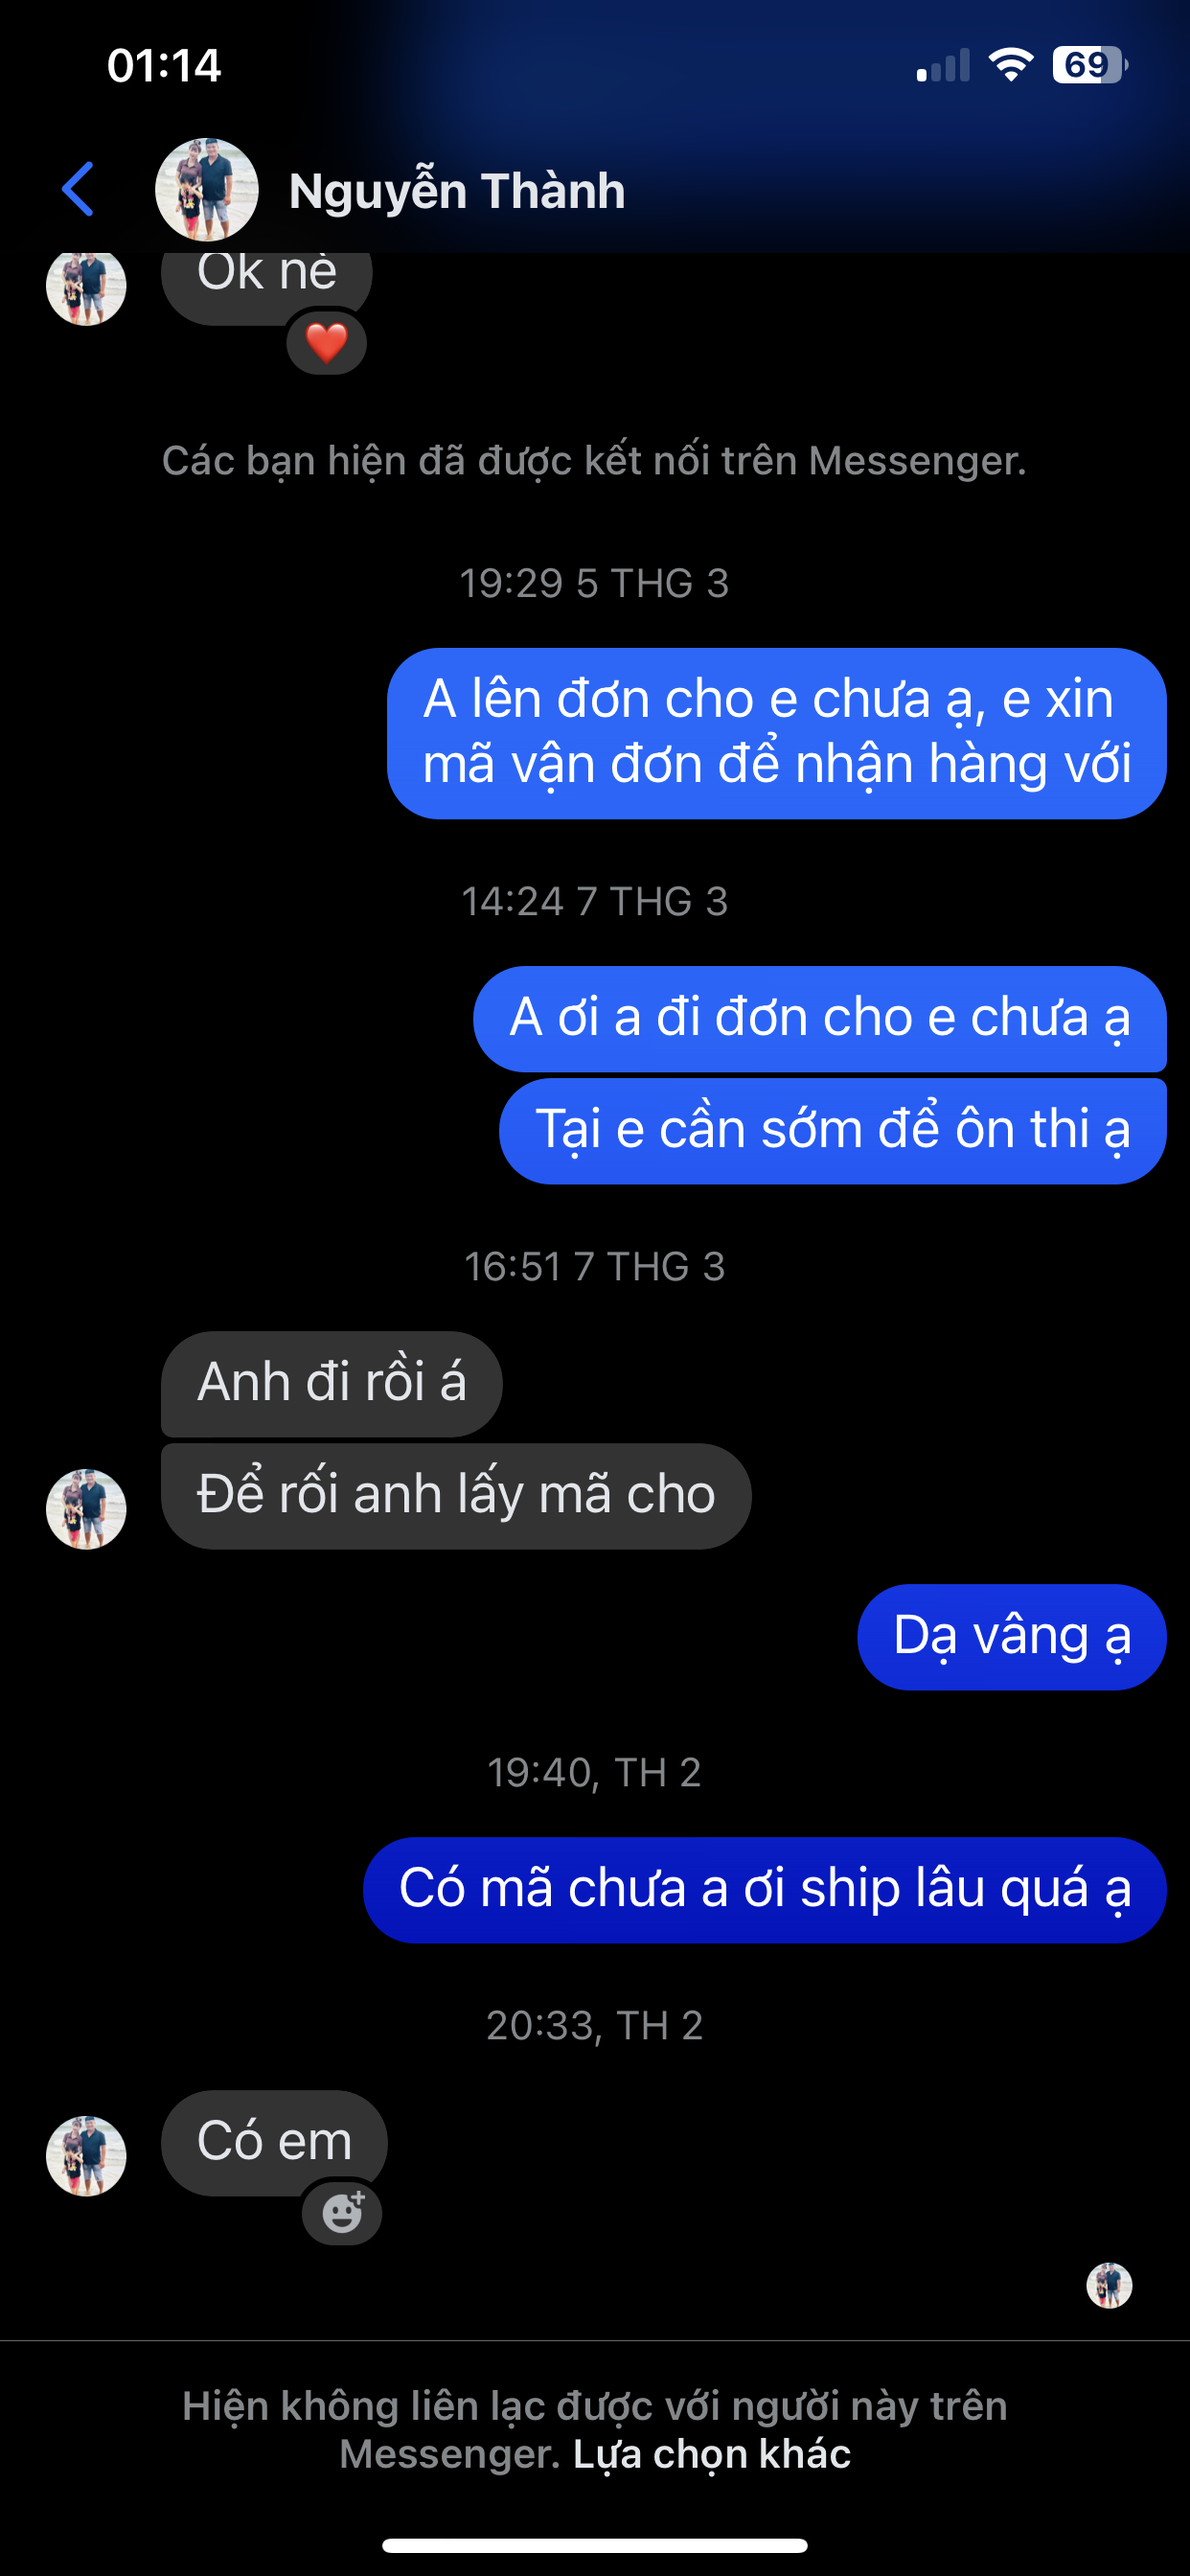 01:14
69
Nguyễn Thành
Ok nè
Các bạn hiện đã được kết nối trên Messenger.
19:29 5 THG 3
A lên đơn cho e chưa ạ, e xin
mã vận đơn để nhận hàng với
14:24 7 THG 3
A ơi a đi đơn cho e chưa ạ
Tại e cần sớm để ôn thi ạ
16:51 7 THG 3
Anh đi rồi á
Để rối anh lấy mã cho
Dạ vâng ạ
19:40, TH 2
Có mã chưa a ơi ship lâu quá ạ
20:33, TH 2
Có em
Hiện không liên lạc được với người này trên
Messenger. Lựa chọn khác